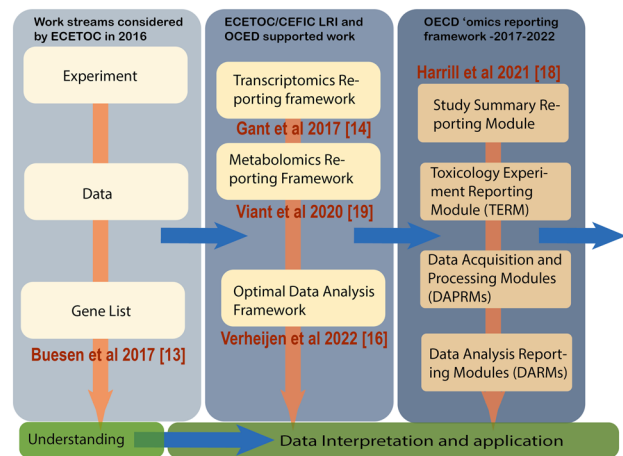 Work streams considered
by ECETOC in 2016
Experiment
Data
Gene List
Buesen et al 2017 [13]
Understanding
ECETOC/CEFIC LRI and
OCED supported work
Transcriptomics Re-
porting framework
Gant et al 2017 [14]
Metabolomics Re-
porting Framework
Viant et al 2020 [19]
Optimal Data Analysis
Framework
Verheijen et al 2022 [16]
OECD ‘omics reporting
framework -2017-2022
Harrill et al 2021 [18]
Study Summary Re-
porting Module
Toxicology Experi-
ment Reporting
Module (TERM)
Data Acquisition and
Processing Modules
(DAPRMs)
Data Analysis Report-
ing Modules (DARMs)
Data Interpretation and application